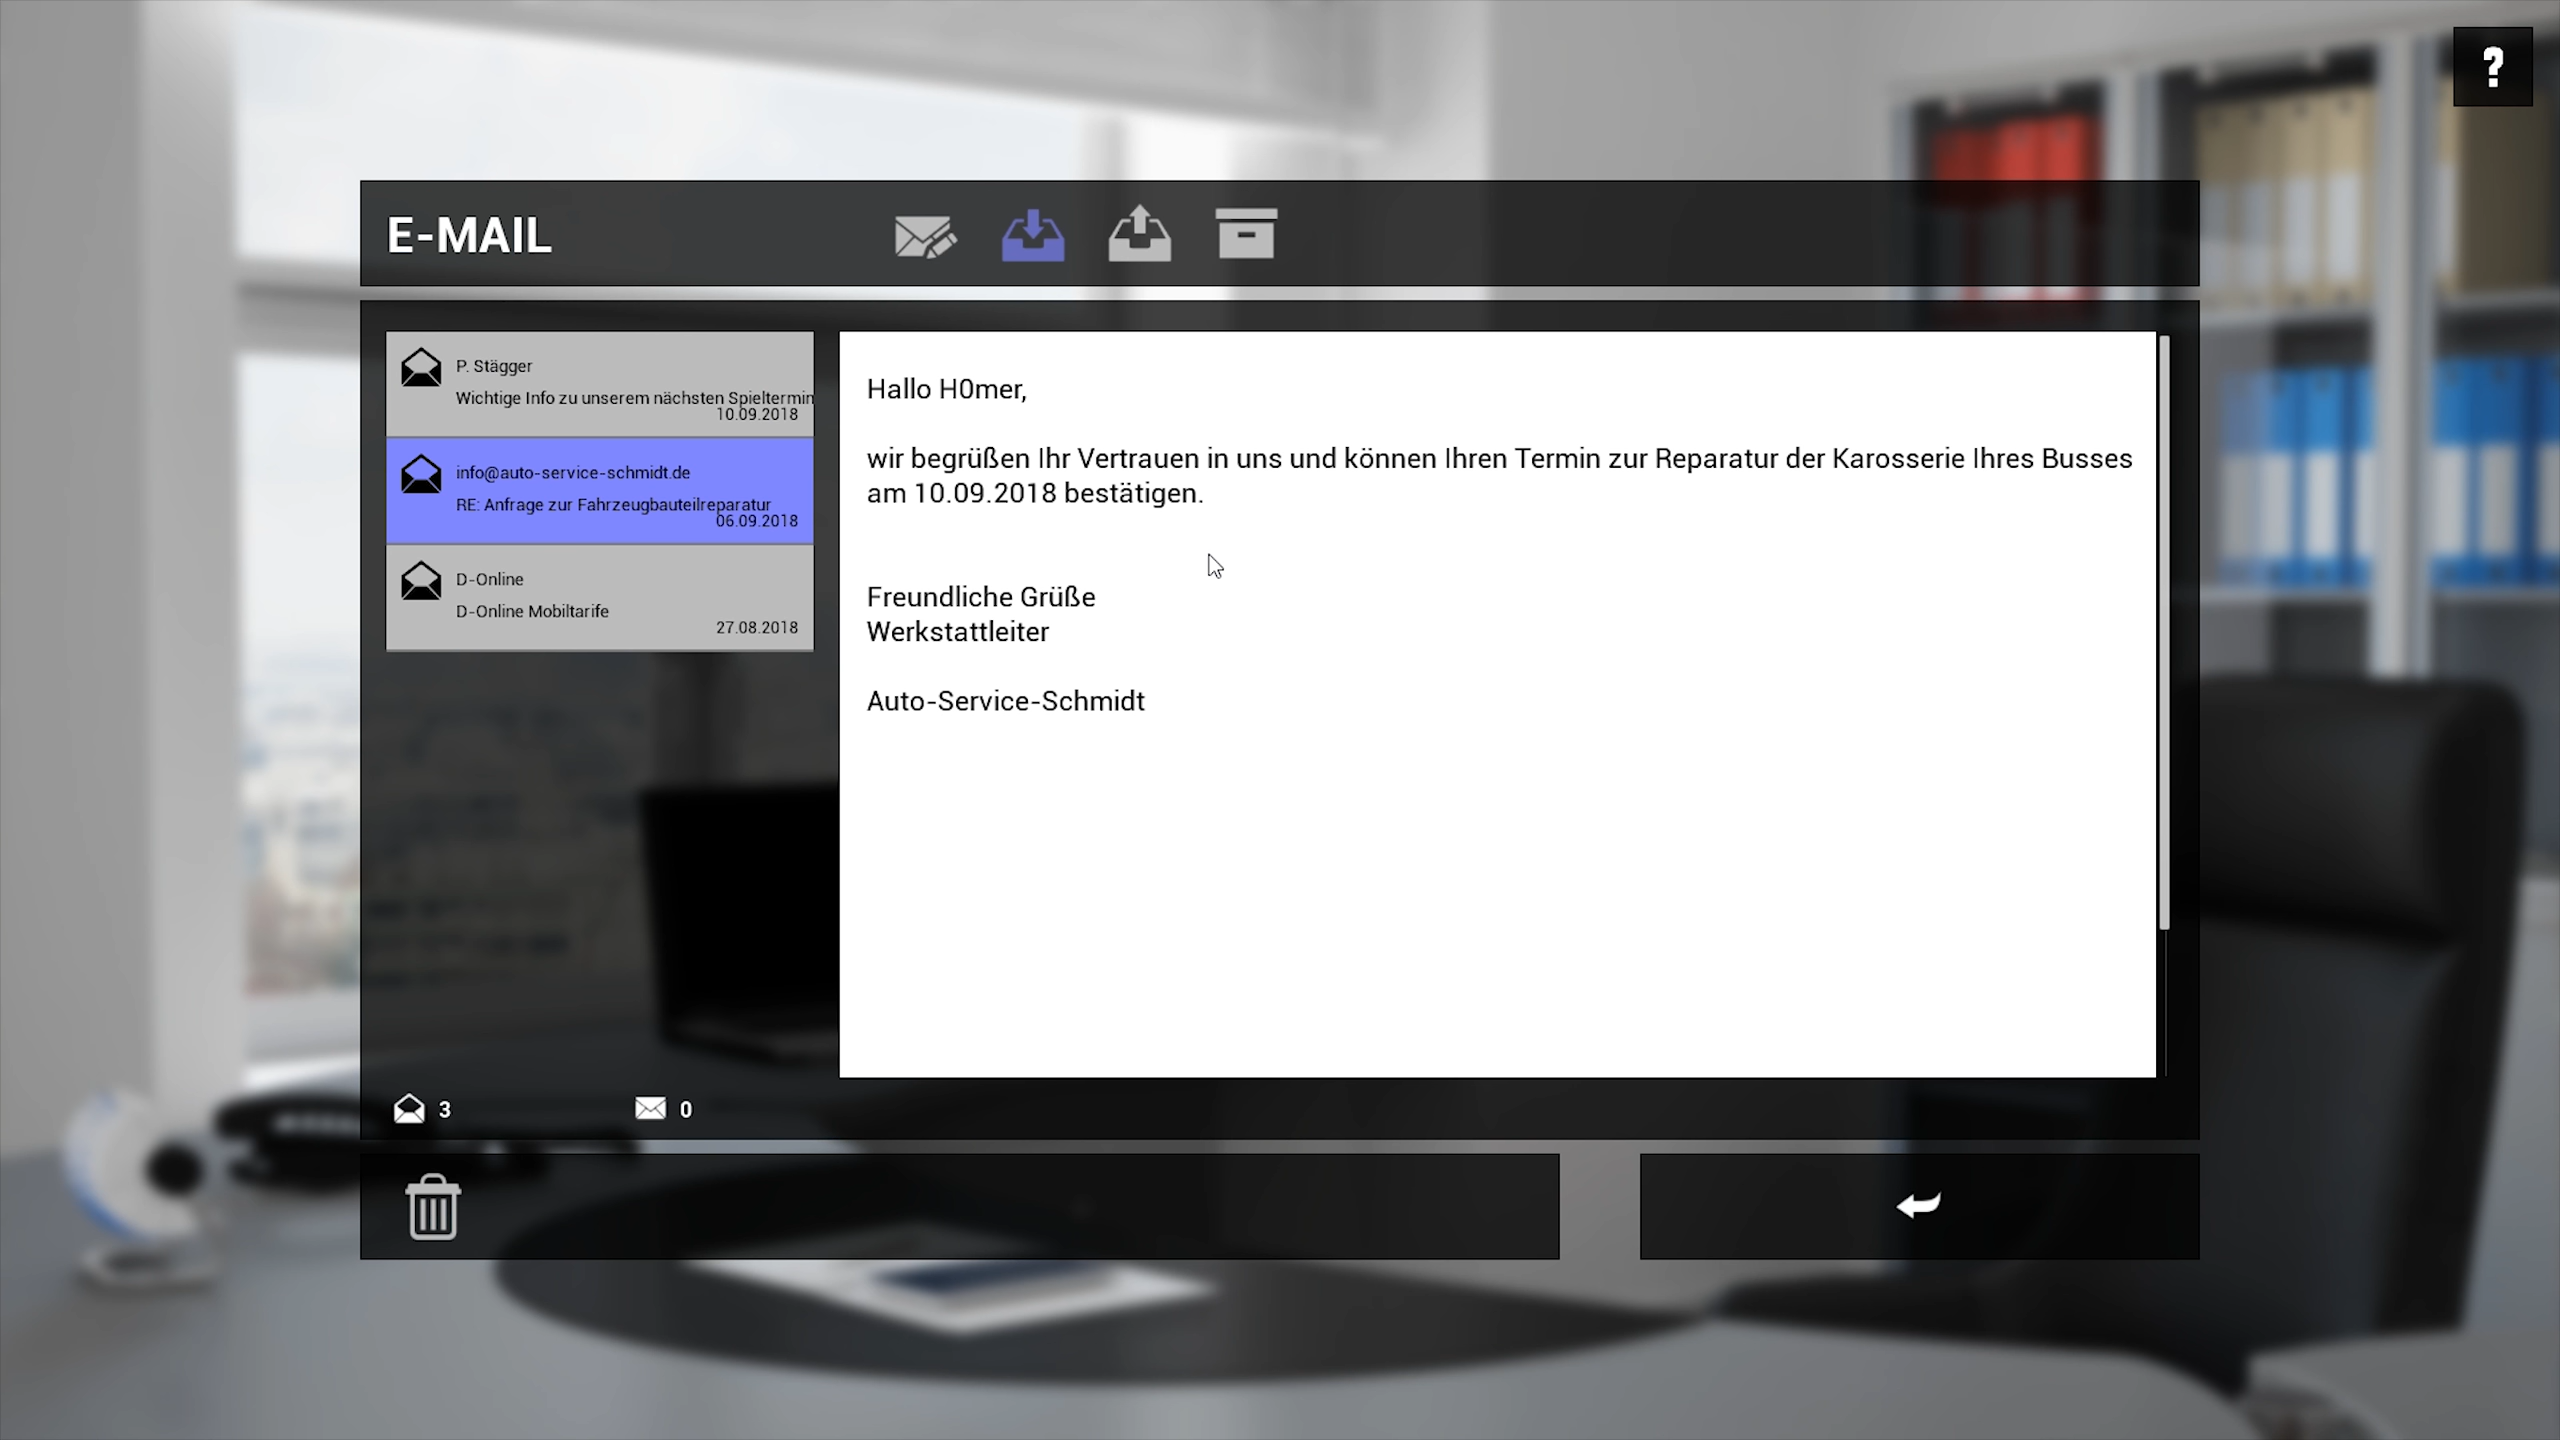 ?
E-MAIL
P. Stägger
Wichtige Info zu unserem nächsten Spieltermin
10.09.2018
info@auto-service-schmidt.de
RE: Anfrage zur Fahrzeugbauteilreparatur
06.09.2018
D-Online
D-Online Mobiltarife
27.08.2018
Hallo H0mer,
wir begrüßen Ihr Vertrauen in uns und können Ihren Termin zur Reparatur der Karosserie Ihres Busses
am 10.09.2018 bestätigen.
Freundliche Grüße
Werkstattleiter
Auto-Service-Schmidt
3
0